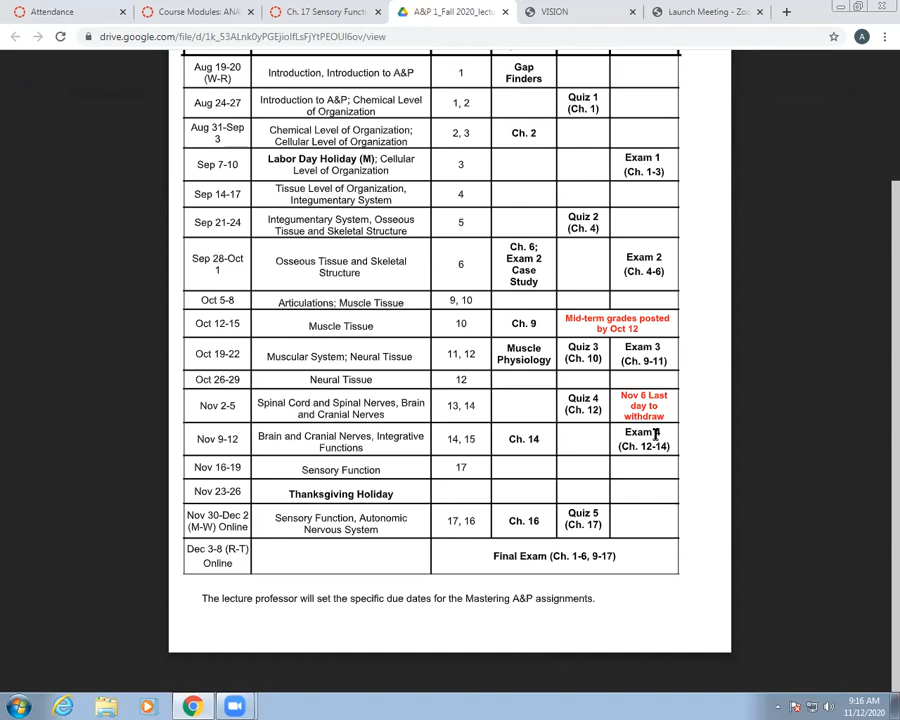 Attendance
Course Modules: ANA
Ch. 17 Sensory Functi
A&P 1_Fall 2020_lectu
VISION
Launch Meeting - Zoo
drive.google.com/file/d/1k_53ALkn0yPGEjiolfLsFjYtPEOUI6ov/view
A
Aug 19-20 (W-R) Introduction, Introduction to A&P 1 Gap Finders
Aug 24-27 Introduction to A&P; Chemical Level of Organization 1, 2 Quiz 1 (Ch. 1)
Aug 31-Sep 3 Chemical Level of Organization; Cellular Level of Organization 2, 3 Ch. 2
Sep 7-10 Labor Day Holiday (M); Cellular Level of Organization 3 Exam 1 (Ch. 1-3)
Sep 14-17 Tissue Level of Organization, Integumentary System 4
Sep 21-24 Integumentary System, Osseous Tissue and Skeletal Structure 5 Quiz 2 (Ch. 4)
Sep 28-Oct 1 Osseous Tissue and Skeletal Structure 6 Ch. 6; Exam 2 Case Study Exam 2 (Ch. 4-6)
Oct 5-8 Articulations; Muscle Tissue 9, 10
Oct 12-15 Muscle Tissue 10 Ch. 9 Mid-term grades posted by Oct 12
Oct 19-22 Muscular System; Neural Tissue 11, 12 Muscle Physiology Quiz 3 (Ch. 10) Exam 3 (Ch. 9-11)
Oct 26-29 Neural Tissue 12
Nov 2-5 Spinal Cord and Spinal Nerves, Brain and Cranial Nerves 13, 14 Quiz 4 (Ch. 12) Nov 6 Last day to withdraw
Nov 9-12 Brain and Cranial Nerves, Integrative Functions 14, 15 Ch. 14 Exam 4 (Ch. 12-14)
Nov 16-19 Sensory Function 17
Nov 23-26 Thanksgiving Holiday
Nov 30-Dec 2 (M-W) Online Sensory Function, Autonomic Nervous System 17, 16 Ch. 16 Quiz 5 (Ch. 17)
Dec 3-8 (R-T) Online Final Exam (Ch. 1-6, 9-17)
The lecture professor will set the specific due dates for the Mastering A&P assignments.
9:16 AM
11/12/2020